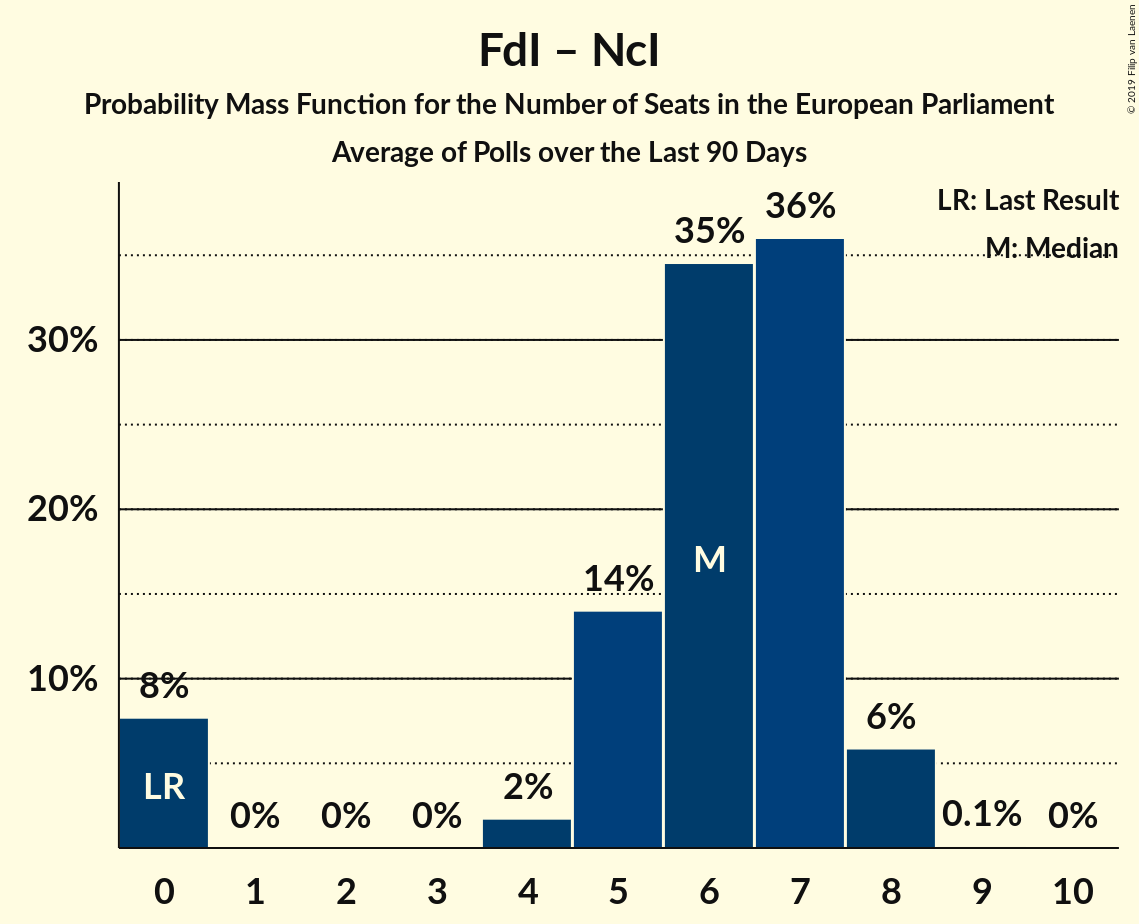 FdI – NcI
Probability Mass Function for the Number of Seats in the European Parliament
Average of Polls over the Last 90 Days
© 2019 Filip van Laenen
LR: Last Result
M: Median
30%
20%
10%
8%
0%
0%
0%
2%
14%
35%
36%
6%
0.1%
0%
LR
M
0 1 2 3 4 5 6 7 8 9 10